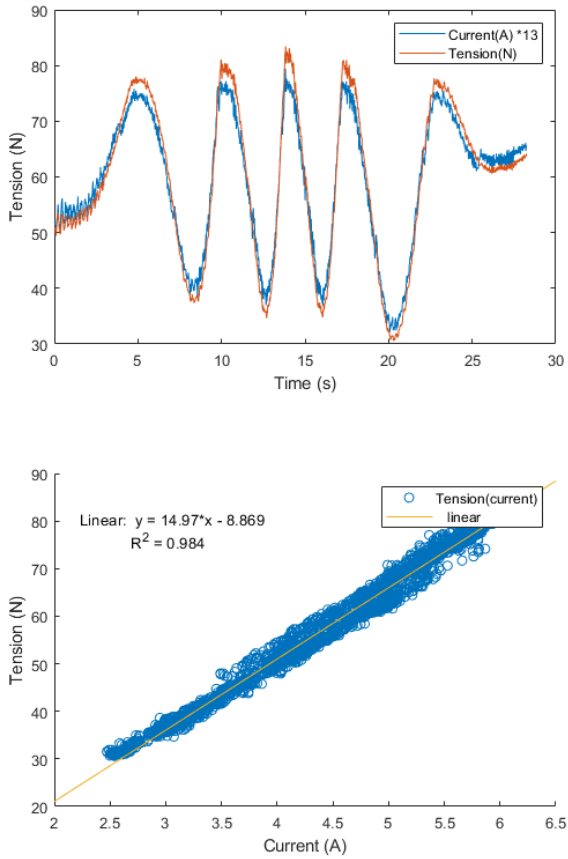 90
80
70
60
50
40
30
Tension (N)
Current(A) *13
Tension(N)
0 5 10 15 20 25 30
Time (s)
90
80
70
60
50
40
30
20
Tension (N)
Linear: y = 14.97*x - 8.869
R² = 0.984
Tension(current)
linear
2 2.5 3 3.5 4 4.5 5 5.5 6 6.5
Current (A)